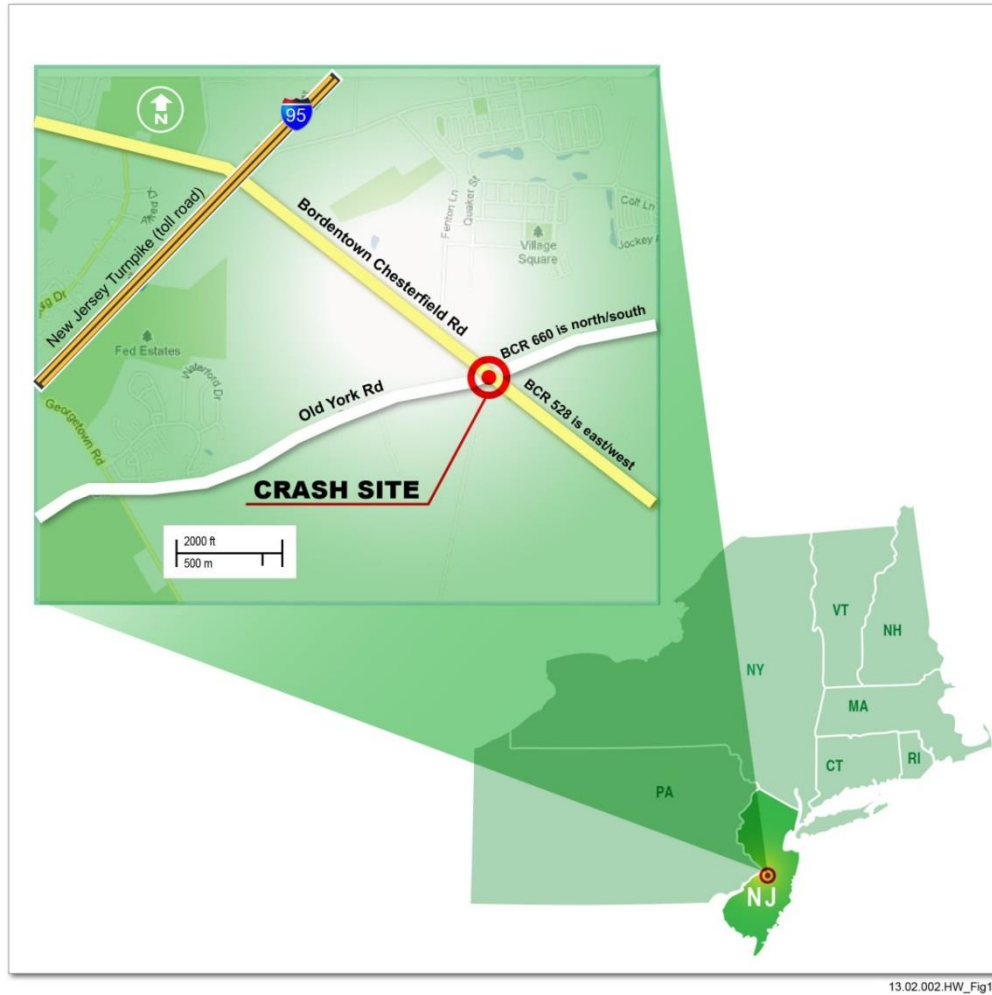 N
95
New Jersey Turnpike (toll road)
Bordentown Chesterfield Rd
Fenton Ln
Quaker St
Colt Ln
Village
Square
Fed Estates
Waterford Dr
Georgetown Rd
Old York Rd
BCR 660 is north/south
BCR 528 is east/west
CRASH SITE
2000 ft
500 m
VT
NH
NY
MA
CT
RI
PA
NJ
13.02.002.HW_Fig1